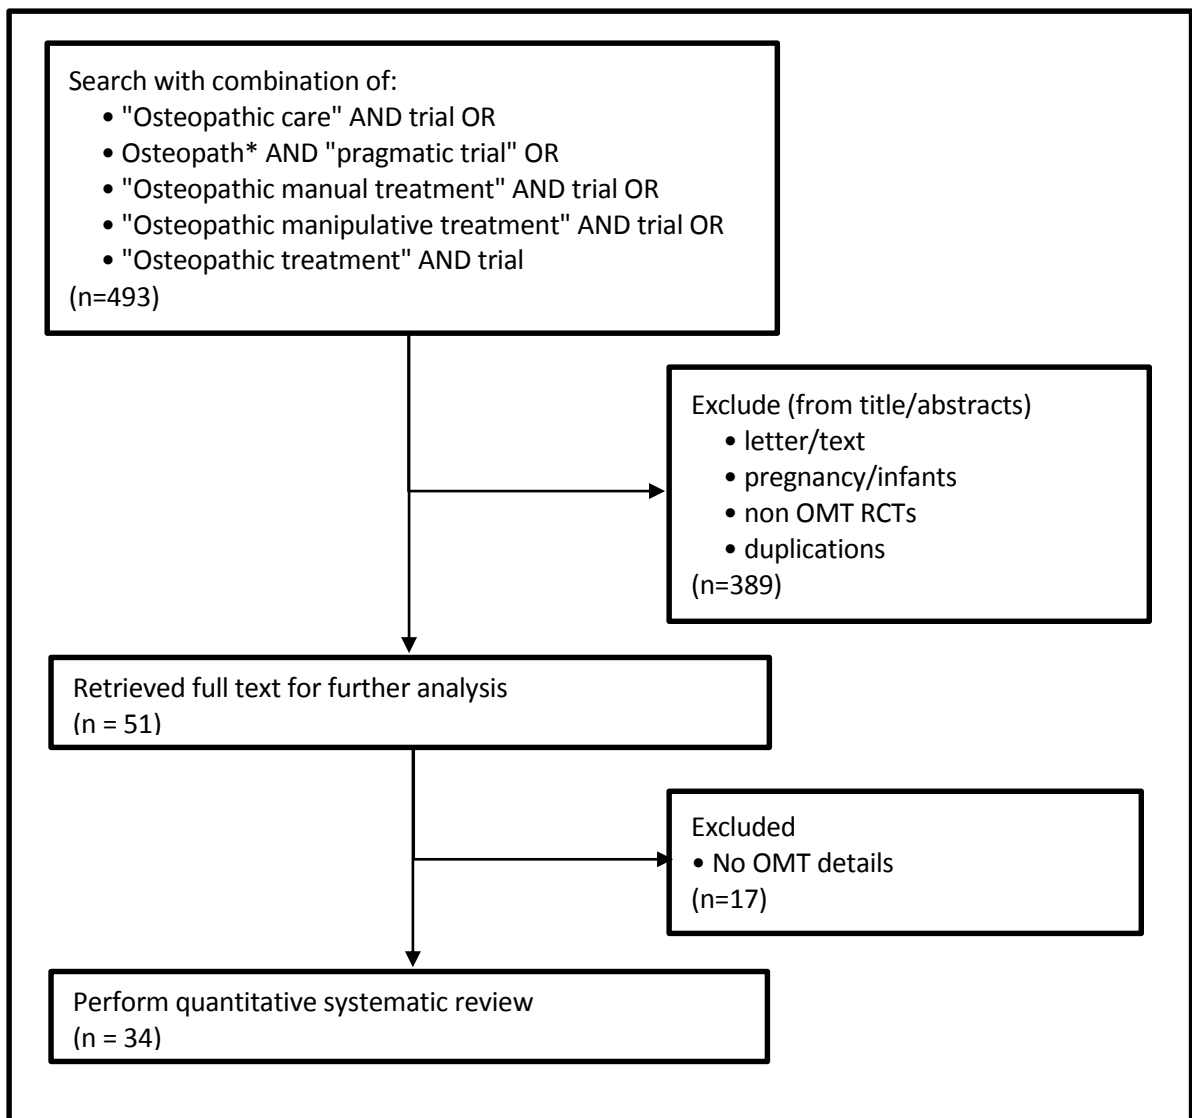 Search with combination of:
• "Osteopathic care" AND trial OR
• Osteopath* AND "pragmatic trial" OR
• "Osteopathic manual treatment" AND trial OR
• "Osteopathic manipulative treatment" AND trial OR
• "Osteopathic treatment" AND trial
(n=493)
Exclude (from title/abstracts)
• letter/text
• pregnancy/infants
• non OMT RCTs
• duplications
(n=389)
Retrieved full text for further analysis
(n = 51)
Excluded
• No OMT details
(n=17)
Perform quantitative systematic review
(n = 34)